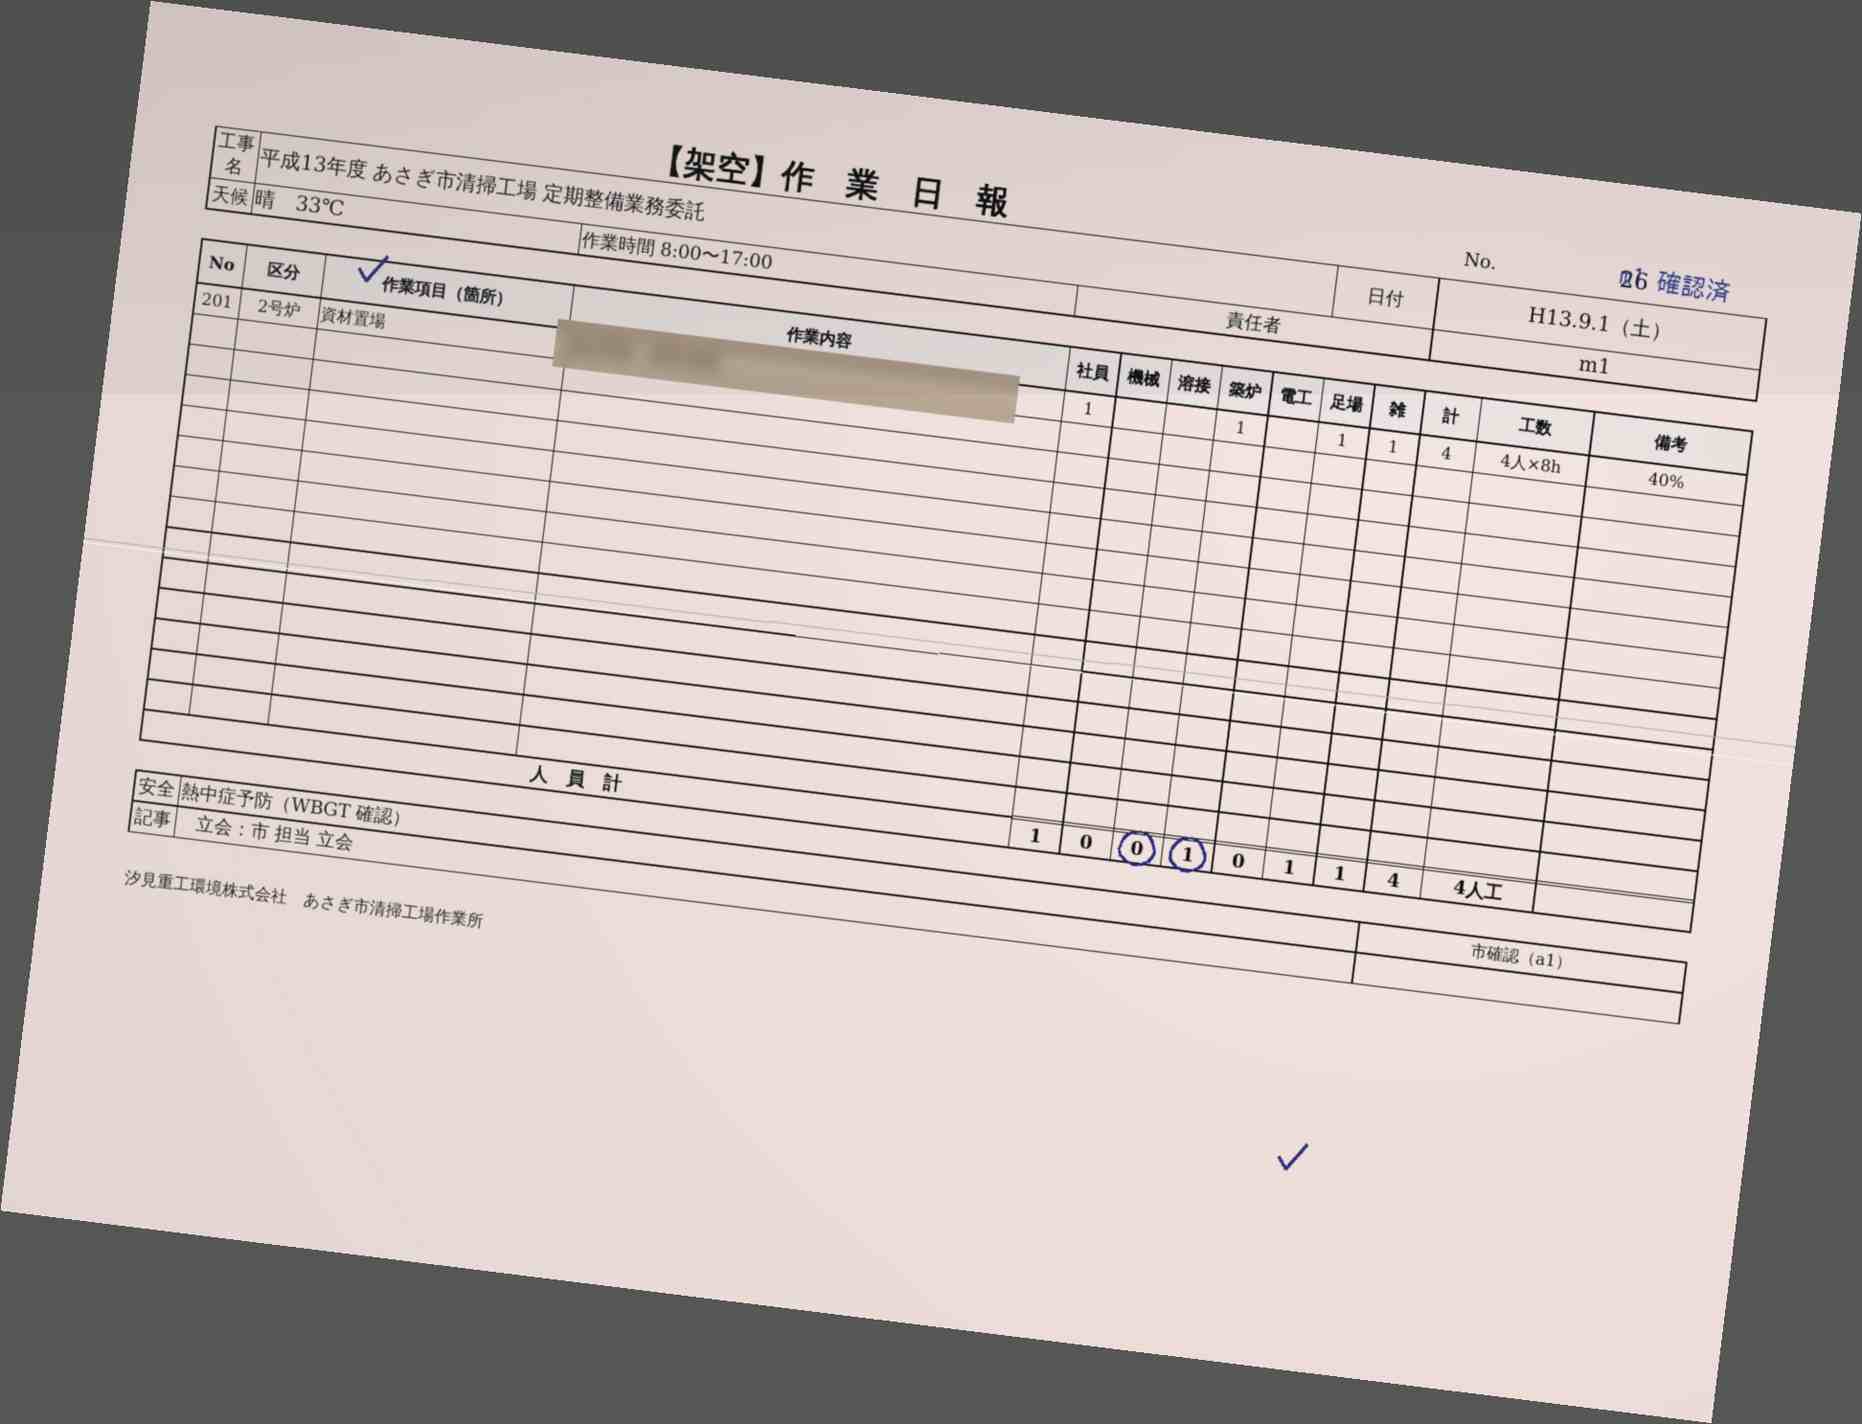 【架空】作 業 日 報
No. 26 確認済
工事名 平成13年度 あさぎ市清掃工場 定期整備業務委託 日付 H13.9.1（土）
天候 晴 33℃ 作業時間 8:00〜17:00 責任者 m1
No 区分 作業項目（箇所） 作業内容 社員 機械 溶接 築炉 電工 足場 雑 計 工数 備考
201 2号炉 資材置場 1 1 1 1 4 4人×8h 40%
人 員 計 1 0 0 1 0 1 1 4 4人工
安全 熱中症予防（WBGT 確認） 市確認（a1）
記事 立会：市 担当 立会
汐見重工環境株式会社 あさぎ市清掃工場作業所